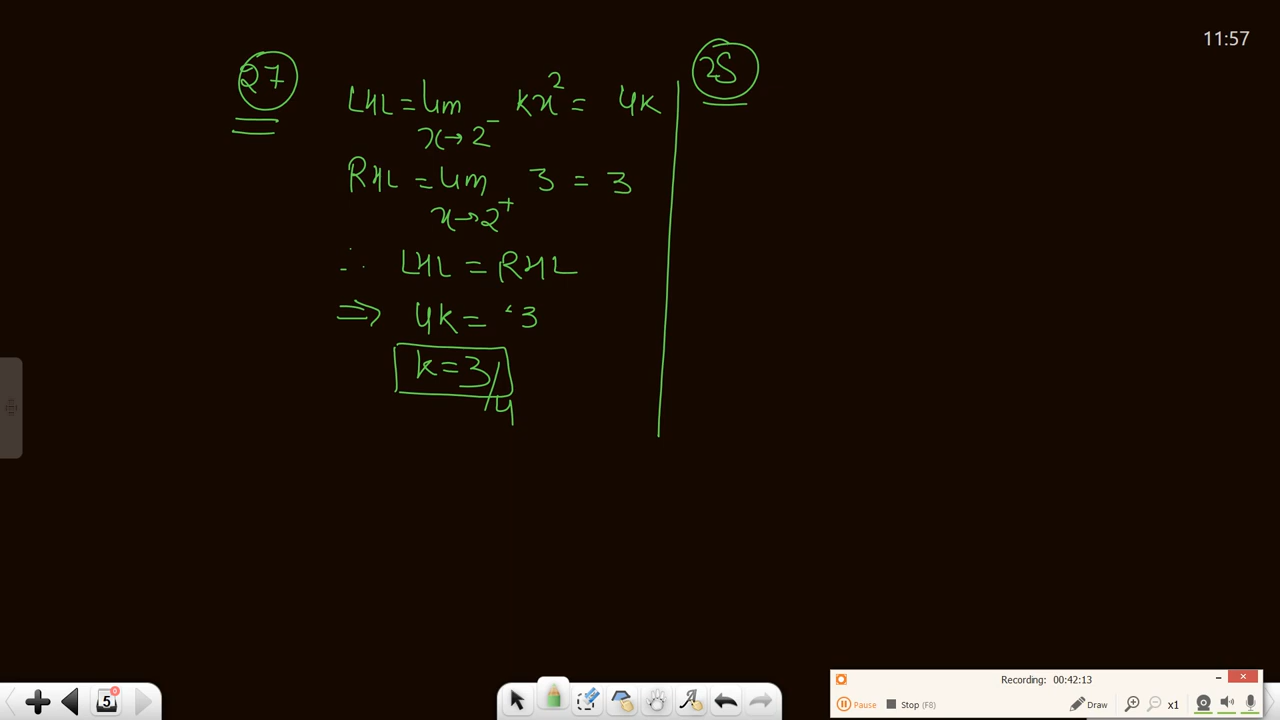 11:57
27
LHL = lim kx² = 4k
x→2⁻
RHL = lim 3 = 3
x→2⁺
∴ LHL = RHL
⇒ 4k = 3
k = 3/4
5
0
Recording: 00:42:13
Pause
Stop (F8)
Draw
x1